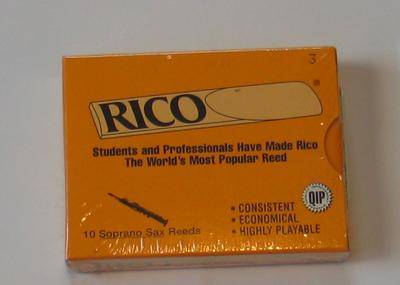 3
RICO®
Students and Professionals Have Made Rico
The World's Most Popular Reed
QIP
• CONSISTENT
• ECONOMICAL
10 Soprano Sax Reeds • HIGHLY PLAYABLE